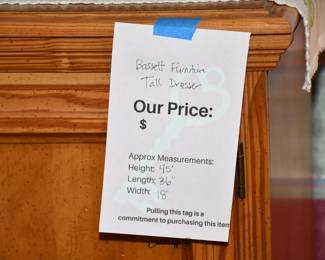 Bassett Furniture
Tall Dresser
Our Price:
$
Approx Measurements:
Height: 45"
Length: 36"
Width: 18"
Pulling this tag is a
commitment to purchasing this item